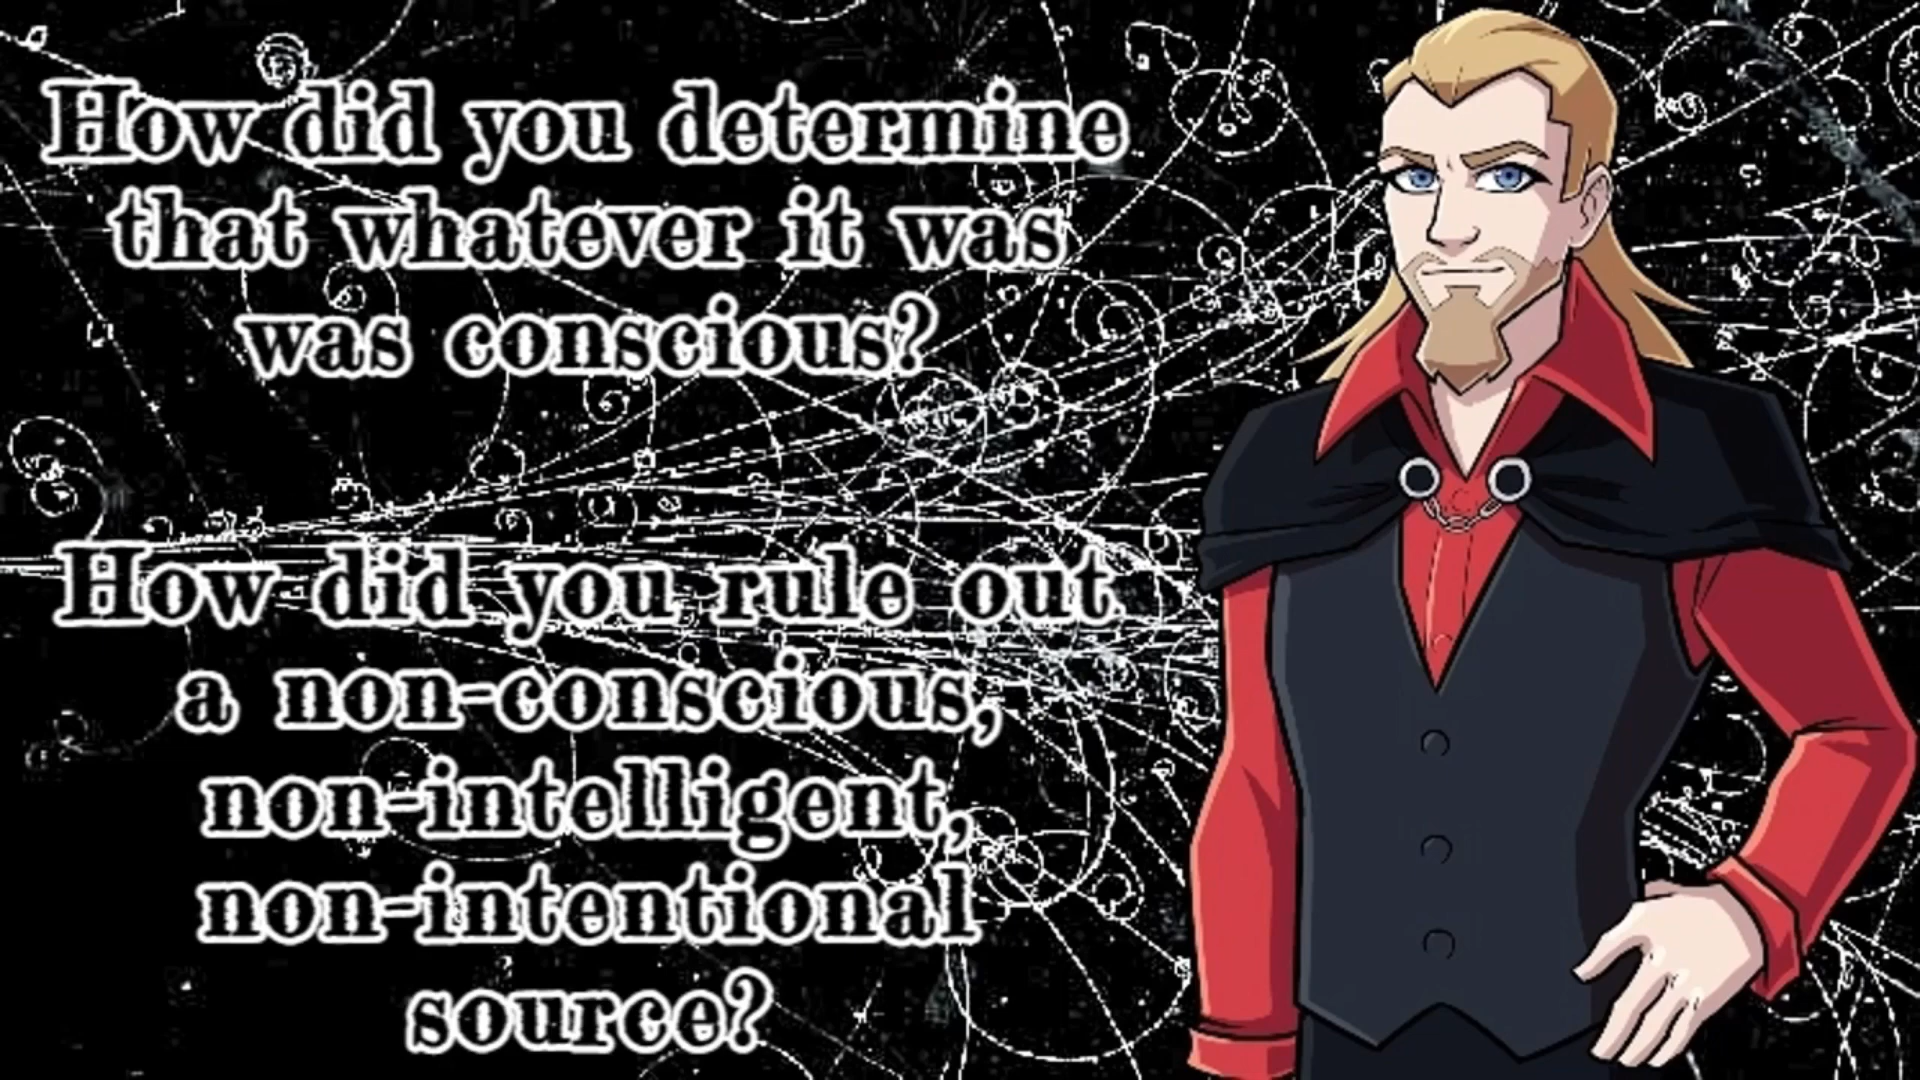 How did you determine
that whatever it was
was conscious?
How did you rule out
a non-conscious,
non-intelligent,
non-intentional
source?